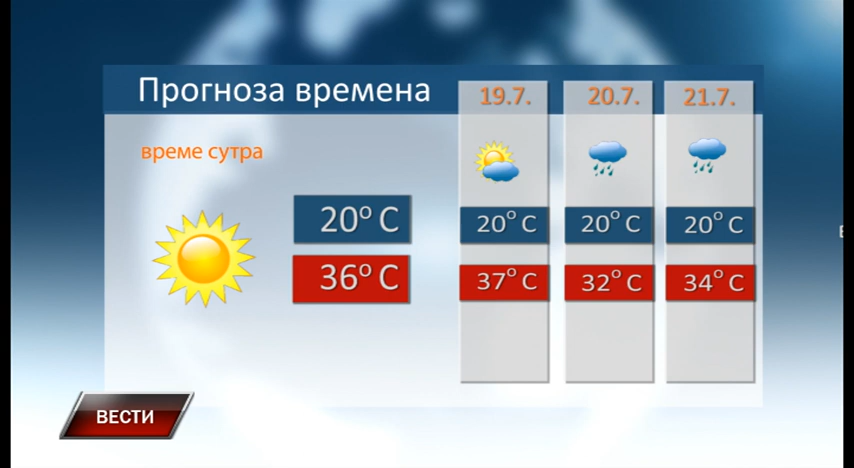 Прогноза времена
време сутра
20° C
36° C
19.7.
20° C
37° C
20.7.
20° C
32° C
21.7.
20° C
34° C
ВЕСТИ